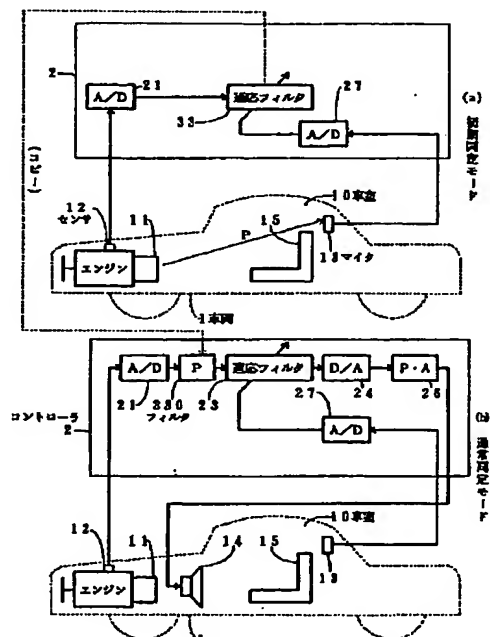 2
21
A/D
適応フィルタ
33
27
A/D
(a)
初期同定モード
(コピー)
12
センサ
11
エンジン
P
15
10車室
13マイク
1車両
コントローラ
2
A/D
P
適応フィルタ
D/A
P・A
21
230
フィルタ
23
27
24
A/D
(b)
通常同定モード
12
11
エンジン
14
15
10車室
13